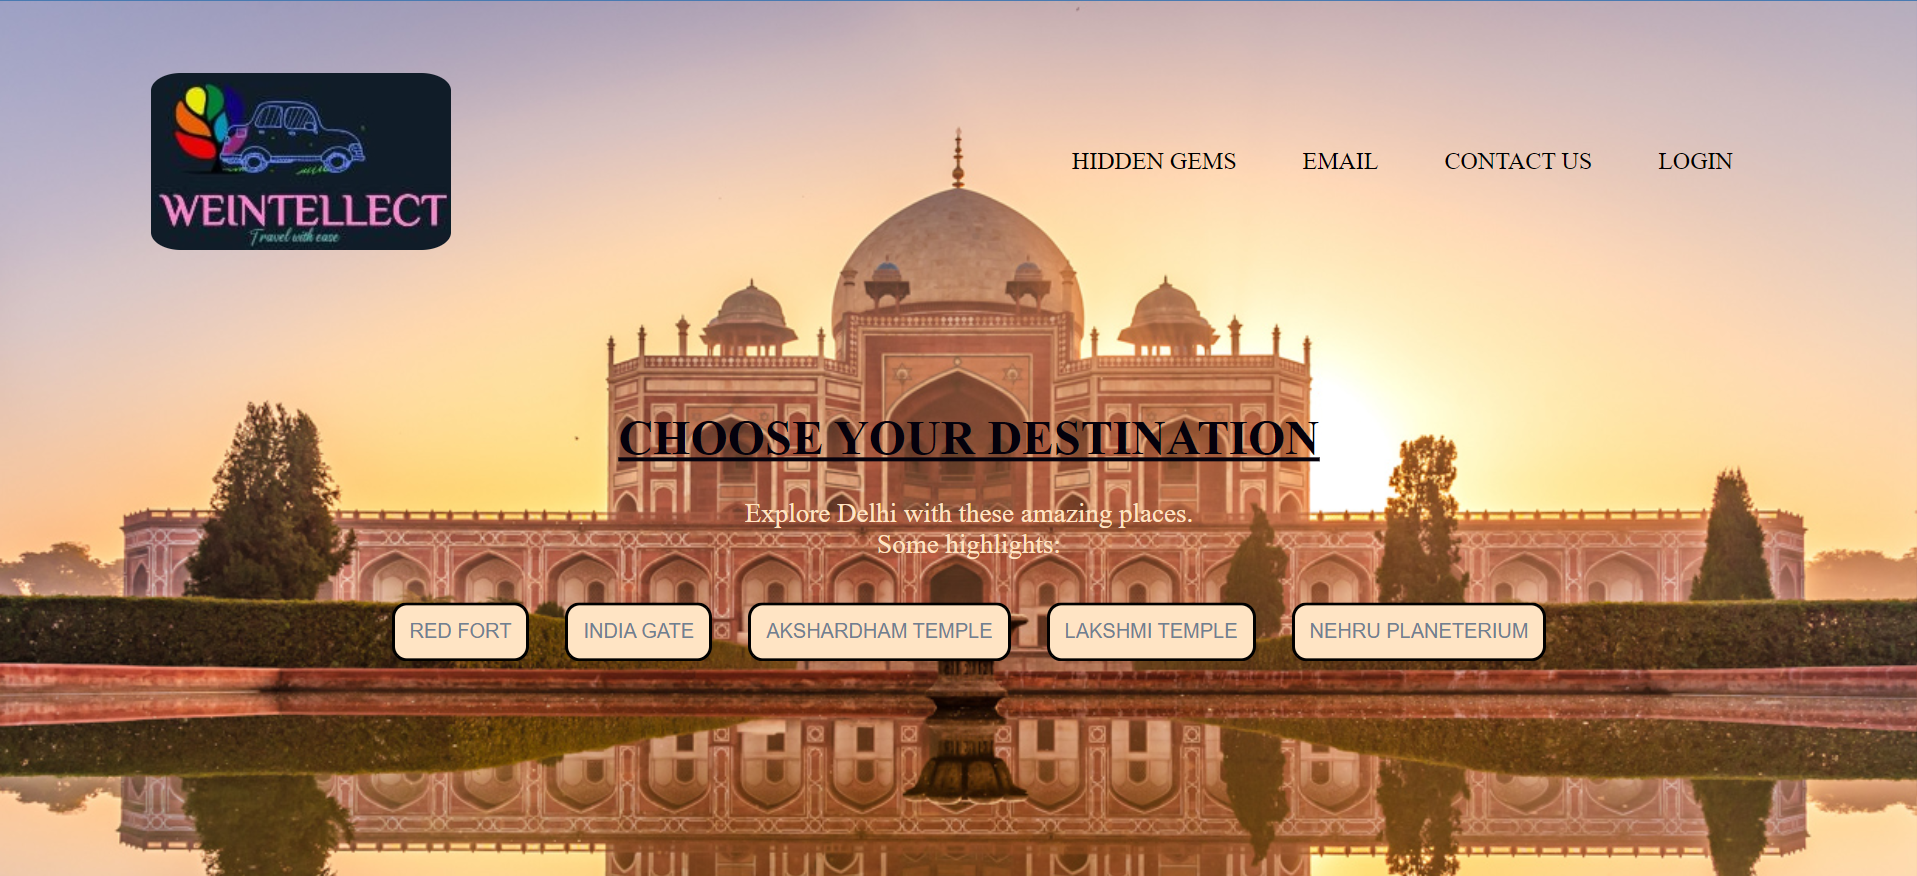 WEINTELLECT
Travel with ease
HIDDEN GEMS
EMAIL
CONTACT US
LOGIN
CHOOSE YOUR DESTINATION
Explore Delhi with these amazing places.
Some highlights:
RED FORT
INDIA GATE
AKSHARDHAM TEMPLE
LAKSHMI TEMPLE
NEHRU PLANETERIUM